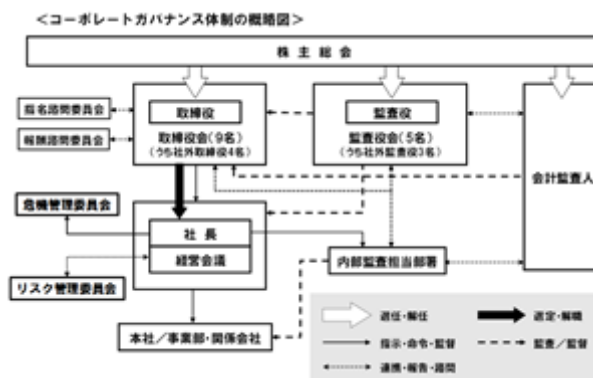 ＜コーポレートガバナンス体制の概略図＞
株主総会
取締役
監査役
指名諮問委員会
報酬諮問委員会
取締役会(9名)
(うち社外取締役4名)
監査役会(5名)
(うち社外監査役3名)
会計監査人
危機管理委員会
社長
経営会議
内部監査担当部署
リスク管理委員会
本社／事業部・関係会社
選任・解任
選定・解職
指示・命令・監督
監査／監督
連携・報告・諮問